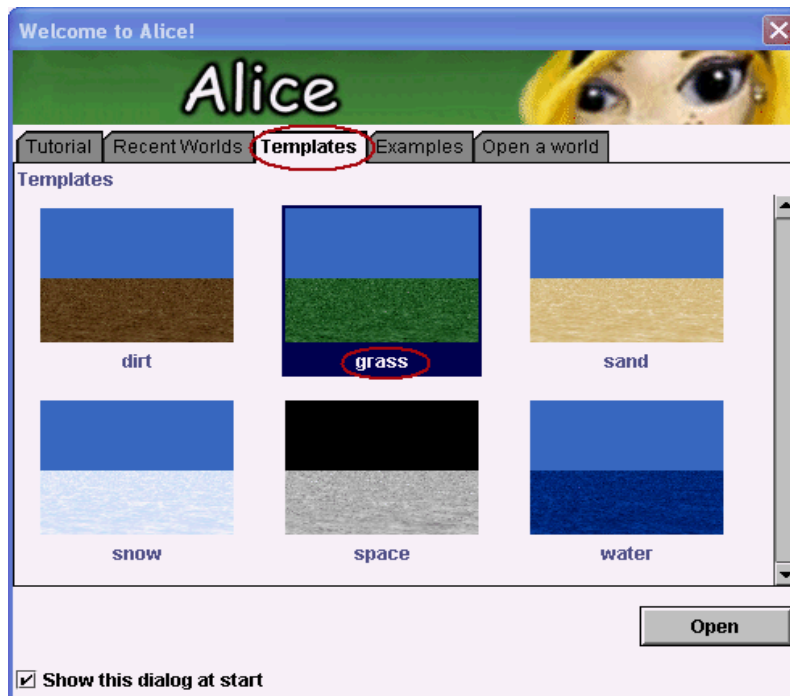 Welcome to Alice!
Alice
Tutorial Recent Worlds Templates Examples Open a world
Templates
dirt grass sand
snow space water
Open
Show this dialog at start